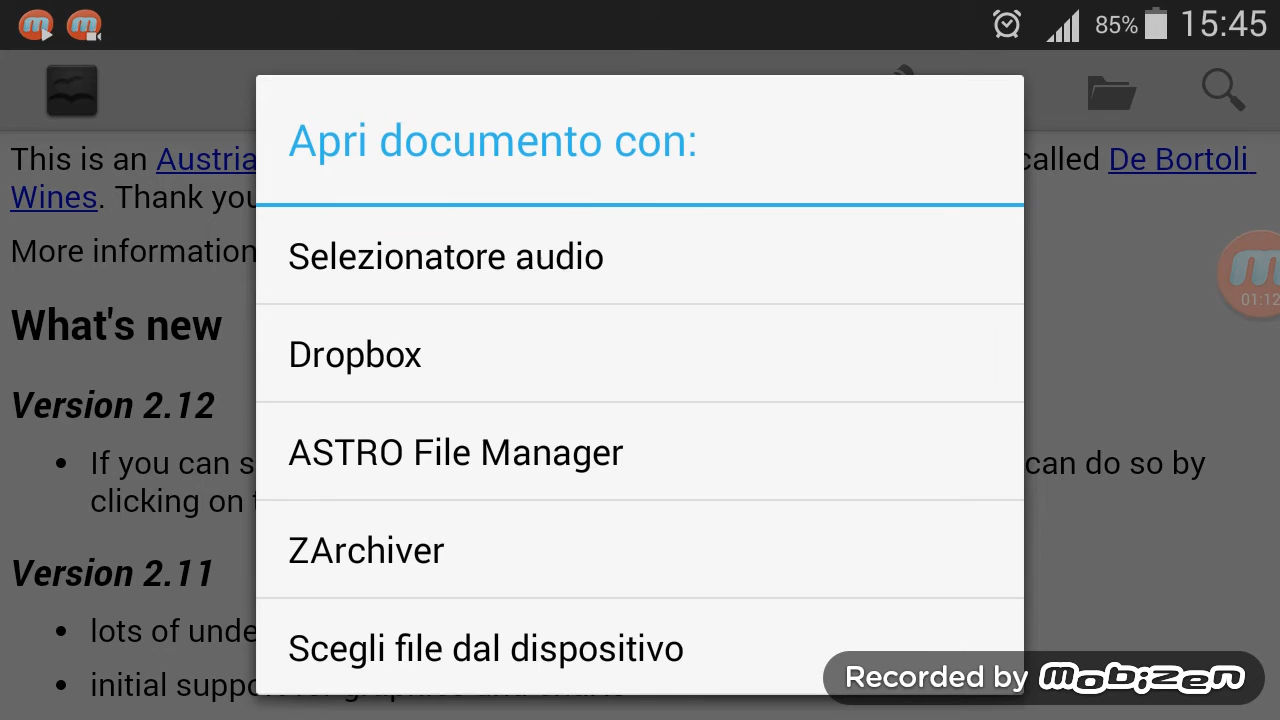 85% 15:45
Apri documento con:
This is an Austria
called De Bortoli
Wines. Thank you
More information
Selezionatore audio
01:12
What's new
Dropbox
Version 2.12
ASTRO File Manager
If you can s
can do so by
clicking on
ZArchiver
Version 2.11
lots of unde
Scegli file dal dispositivo
initial suppo
Recorded by mobizen